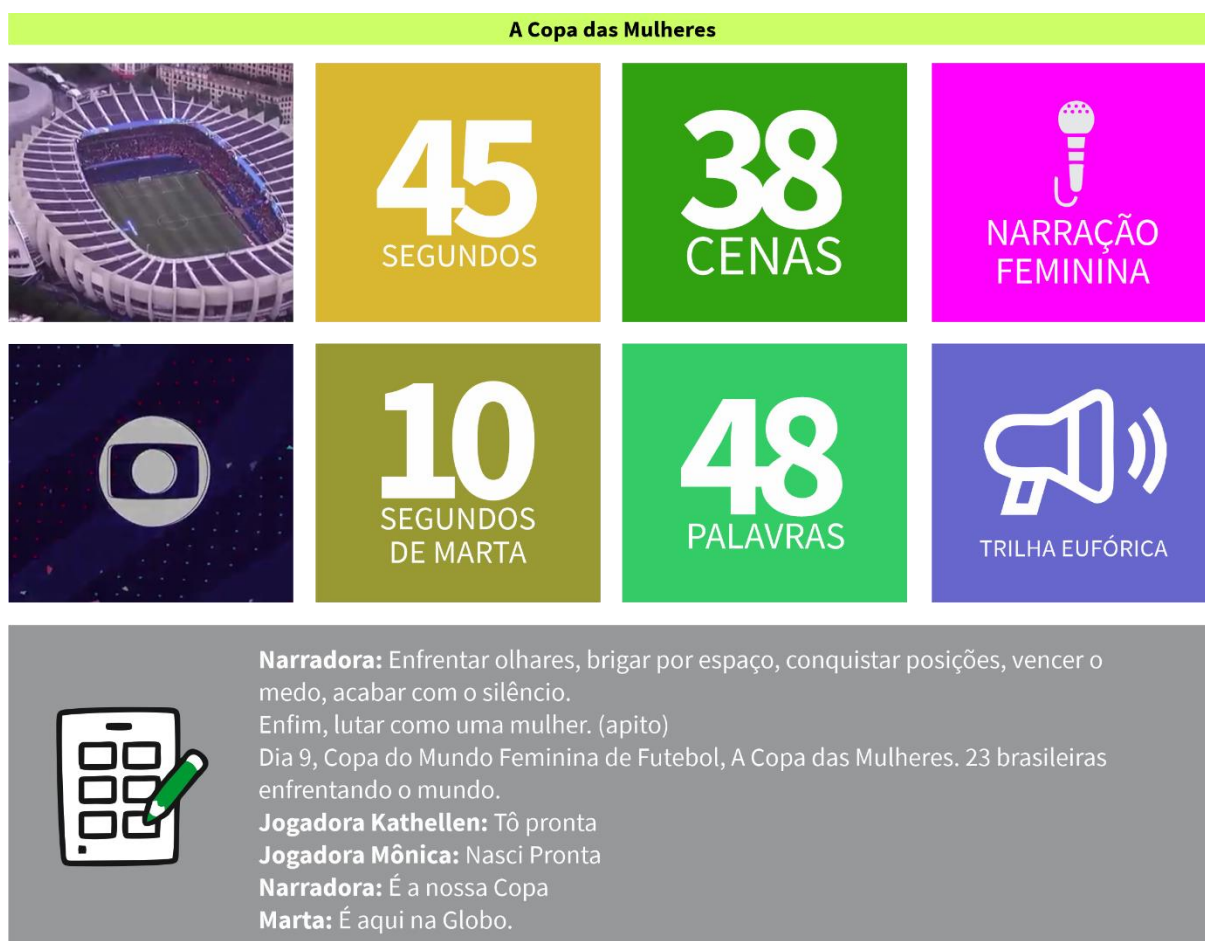 A Copa das Mulheres
45
SEGUNDOS
38
CENAS
NARRAÇÃO
FEMININA
10
SEGUNDOS
DE MARTA
48
PALAVRAS
TRILHA EUFÓRICA
Narradora: Enfrentar olhares, brigar por espaço, conquistar posições, vencer o
medo, acabar com o silêncio.
Enfim, lutar como uma mulher. (apito)
Dia 9, Copa do Mundo Feminina de Futebol, A Copa das Mulheres. 23 brasileiras
enfrentando o mundo.
Jogadora Kathellen: Tô pronta
Jogadora Mônica: Nasci Pronta
Narradora: É a nossa Copa
Marta: É aqui na Globo.